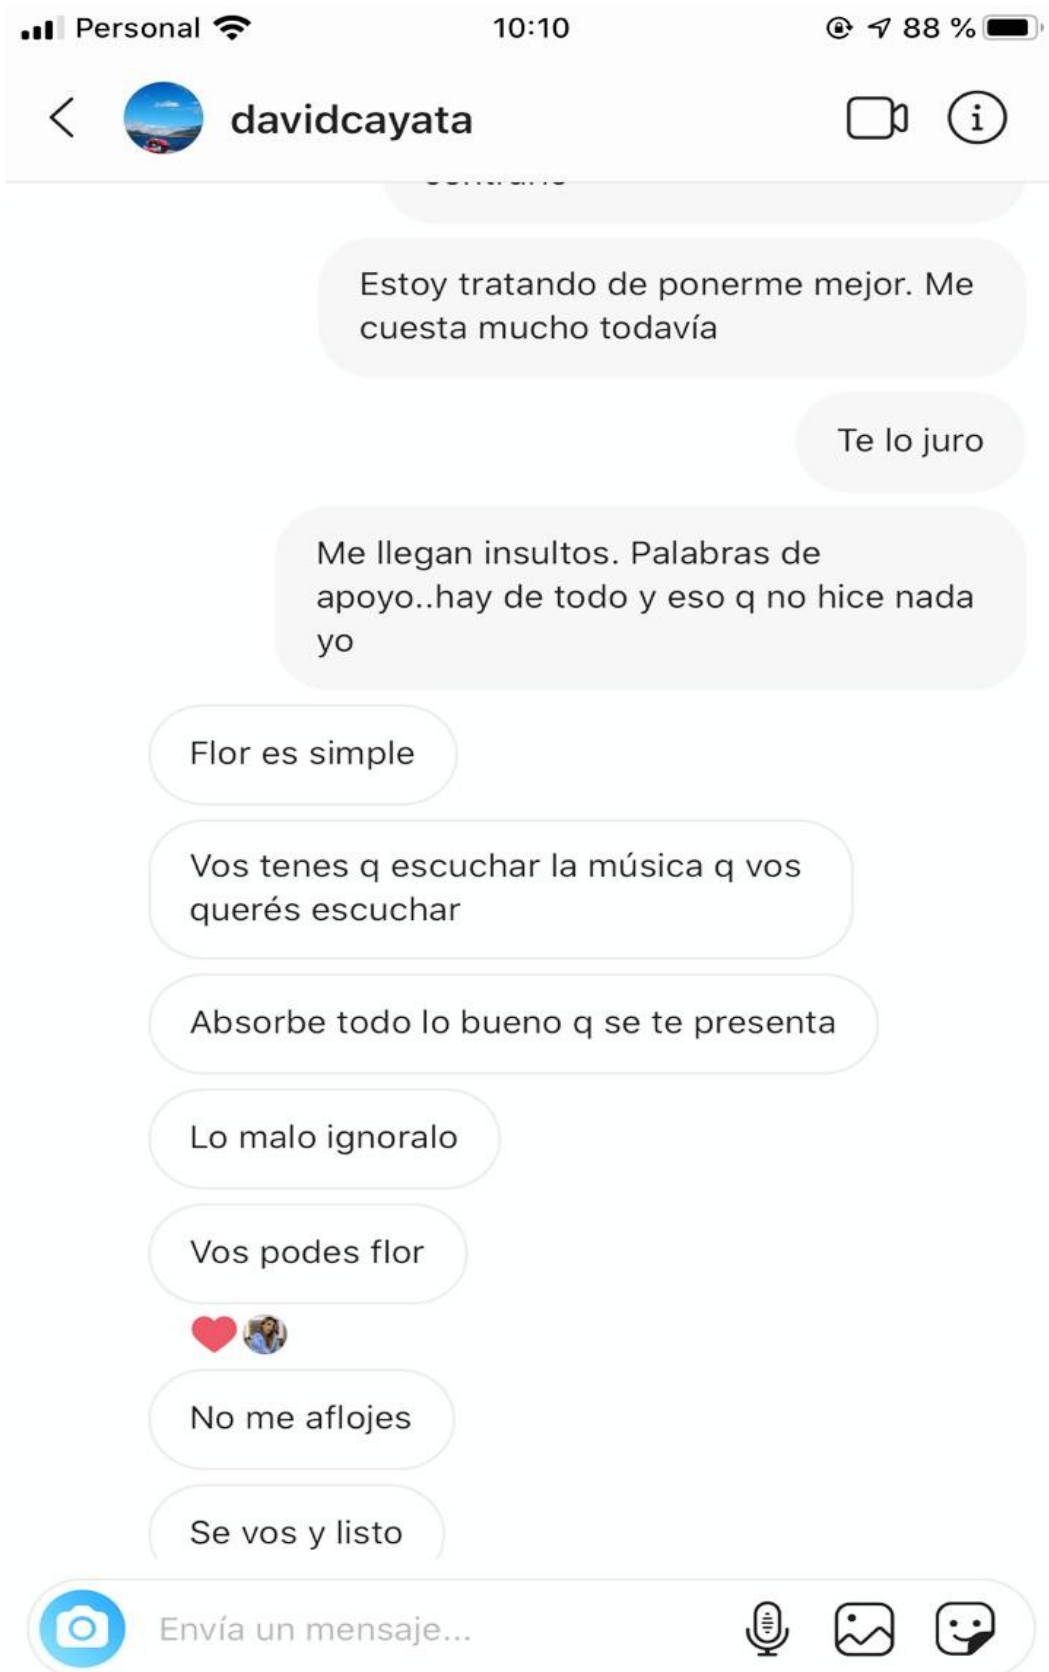 Personal 10:10 88 %
davidcayata
Estoy tratando de ponerme mejor. Me
cuesta mucho todavía
Te lo juro
Me llegan insultos. Palabras de
apoyo..hay de todo y eso q no hice nada
yo
Flor es simple
Vos tenes q escuchar la música q vos
querés escuchar
Absorbe todo lo bueno q se te presenta
Lo malo ignoralo
Vos podes flor
No me aflojes
Se vos y listo
Envía un mensaje...